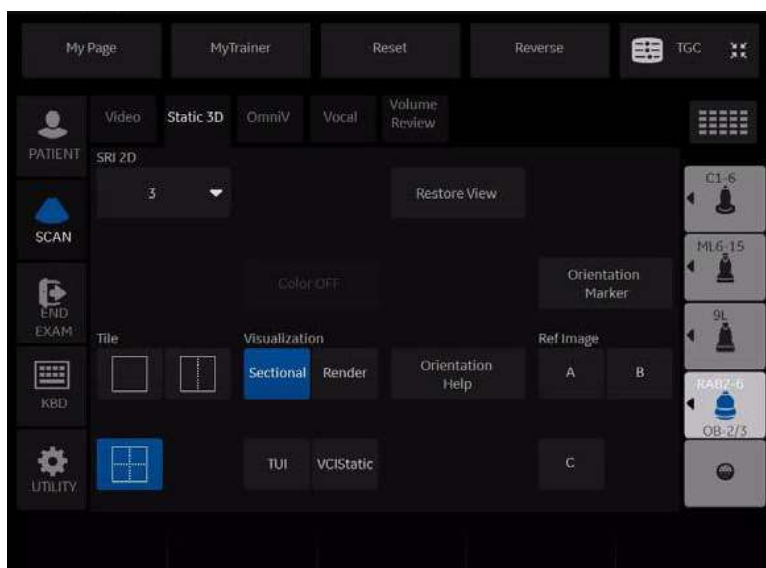 My Page
MyTrainer
Reset
Reverse
TGC
Video
Static 3D
OmniV
Vocal
Volume
Review
PATIENT
SRI 2D
3
Restore View
C1-6
SCAN
ML6-15
Color OFF
Orientation
Marker
END
EXAM
Tile
Visualization
Ref Image
9L
Sectional
Render
Orientation
Help
A
B
KBD
RAB2-6
OB-2/3
TUI
VCIStatic
C
UTILITY